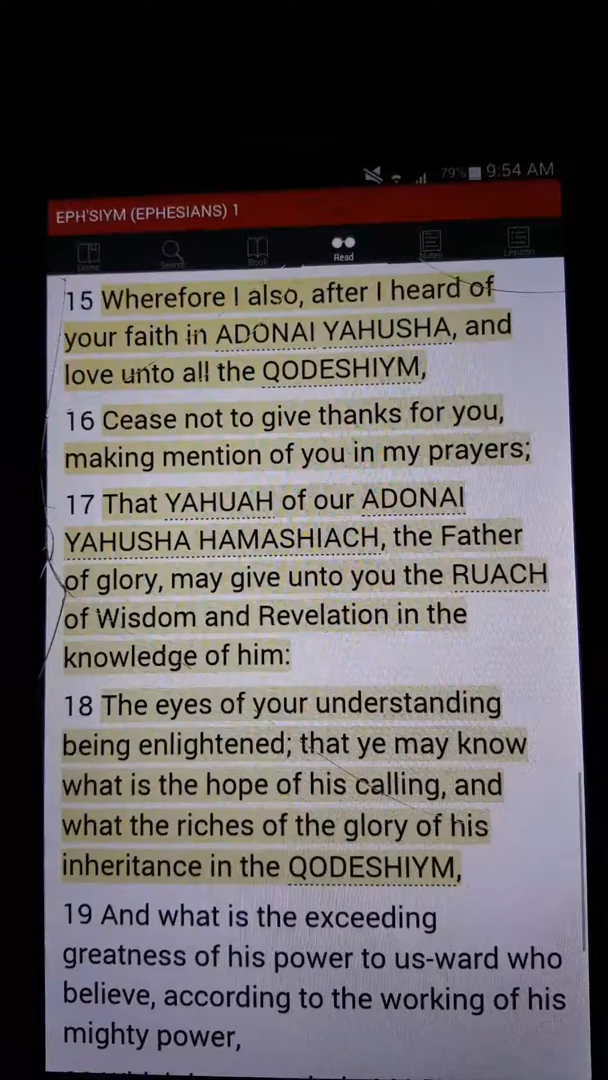 79% 9:54 AM
EPH'SIYM (EPHESIANS) 1
Home Search Book Read Notes Lexicon
15 Wherefore I also, after I heard of
your faith in ADONAI YAHUSHA, and
love unto all the QODESHIYM,
16 Cease not to give thanks for you,
making mention of you in my prayers;
17 That YAHUAH of our ADONAI
YAHUSHA HAMASHIACH, the Father
of glory, may give unto you the RUACH
of Wisdom and Revelation in the
knowledge of him:
18 The eyes of your understanding
being enlightened; that ye may know
what is the hope of his calling, and
what the riches of the glory of his
inheritance in the QODESHIYM,
19 And what is the exceeding
greatness of his power to us-ward who
believe, according to the working of his
mighty power,